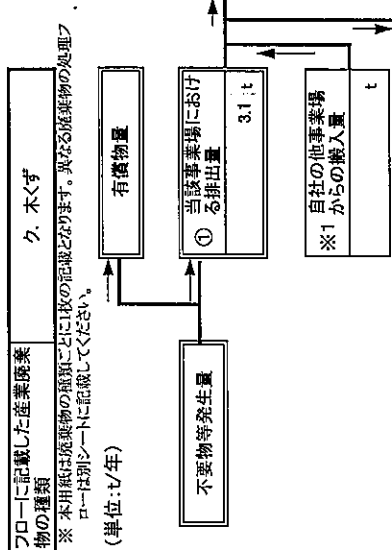 フローに記載した産業廃棄
物の種類
ク、木くず
※ 本用紙は廃棄物の種類ごとに1枚の記載となります。異なる廃棄物の処理フ
ローは別シートに記載してください。
(単位:t/年)
有償物量
不要物等発生量
① 当該事業場におけ
る排出量
3.1 t
自社の他事業場
※1 からの搬入量
t